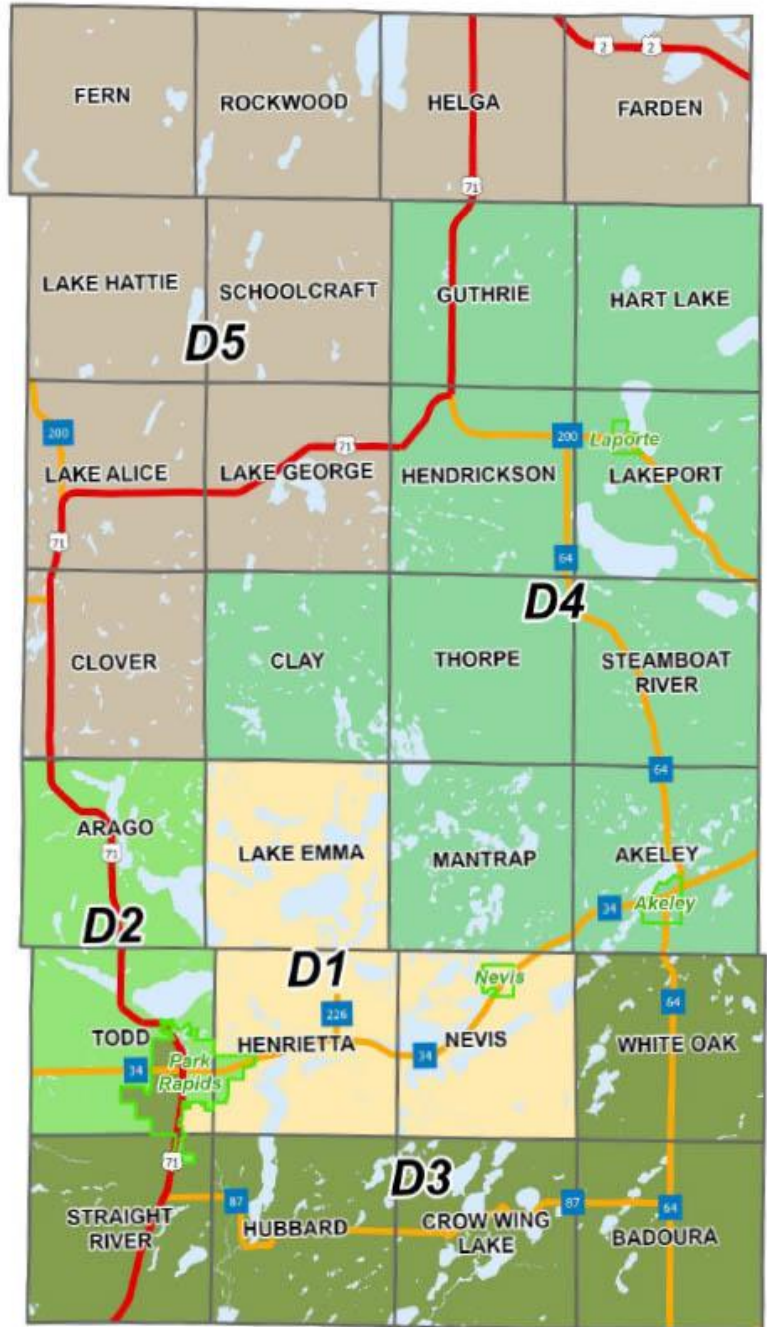 2
2
FERN
ROCKWOOD
HELGA
FARDEN
71
LAKE HATTIE
SCHOOLCRAFT
GUTHRIE
HART LAKE
D5
200
71
200
Laporte
LAKE ALICE
LAKE GEORGE
HENDRICKSON
LAKEPORT
71
64
D4
CLOVER
CLAY
THORPE
STEAMBOAT
RIVER
64
ARAGO
71
LAKE EMMA
MANTRAP
AKELEY
34
Akeley
D2
D1
Nevis
64
226
TODD
HENRIETTA
NEVIS
WHITE OAK
34
Park
Rapids
34
71
D3
87
87
64
STRAIGHT
RIVER
HUBBARD
CROW WING
LAKE
BADOURA